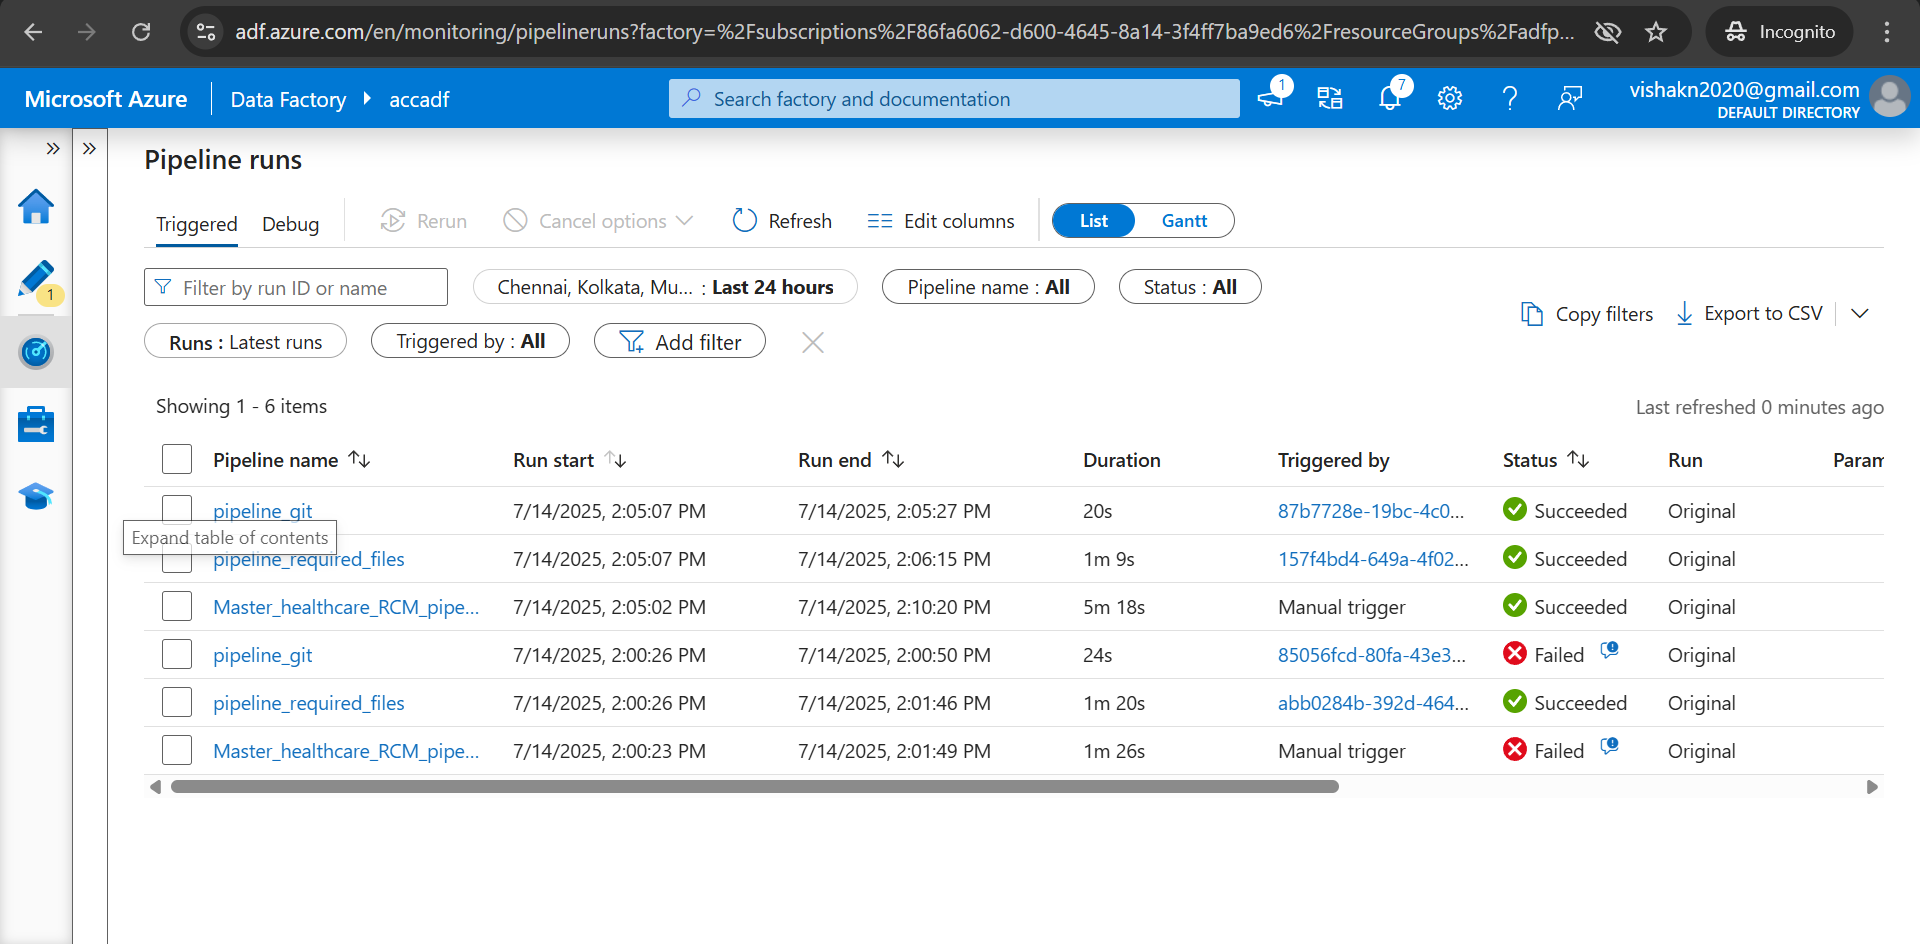 adf.azure.com/en/monitoring/pipelineruns?factory=%2Fsubscriptions%2F86fa6062-d600-4645-8a14-3f4ff7ba9ed6%2FresourceGroups%2Fadfp...
Incognito
Microsoft Azure
Data Factory
accadf
Search factory and documentation
1
7
vishakn2020@gmail.com
DEFAULT DIRECTORY
1
Pipeline runs
Triggered
Debug
Rerun
Cancel options
Refresh
Edit columns
List
Gantt
Filter by run ID or name
Chennai, Kolkata, Mu... : Last 24 hours
Pipeline name : All
Status : All
Copy filters
Export to CSV
Runs : Latest runs
Triggered by : All
Add filter
Showing 1 - 6 items
Last refreshed 0 minutes ago
Pipeline name Run start Run end Duration Triggered by Status Run Param
pipeline_git 7/14/2025, 2:05:07 PM 7/14/2025, 2:05:27 PM 20s 87b7728e-19bc-4c0... Succeeded Original
Expand table of contents
pipeline_required_files 7/14/2025, 2:05:07 PM 7/14/2025, 2:06:15 PM 1m 9s 157f4bd4-649a-4f02... Succeeded Original
Master_healthcare_RCM_pipe... 7/14/2025, 2:05:02 PM 7/14/2025, 2:10:20 PM 5m 18s Manual trigger Succeeded Original
pipeline_git 7/14/2025, 2:00:26 PM 7/14/2025, 2:00:50 PM 24s 85056fcd-80fa-43e3... Failed Original
pipeline_required_files 7/14/2025, 2:00:26 PM 7/14/2025, 2:01:46 PM 1m 20s abb0284b-392d-464... Succeeded Original
Master_healthcare_RCM_pipe... 7/14/2025, 2:00:23 PM 7/14/2025, 2:01:49 PM 1m 26s Manual trigger Failed Original